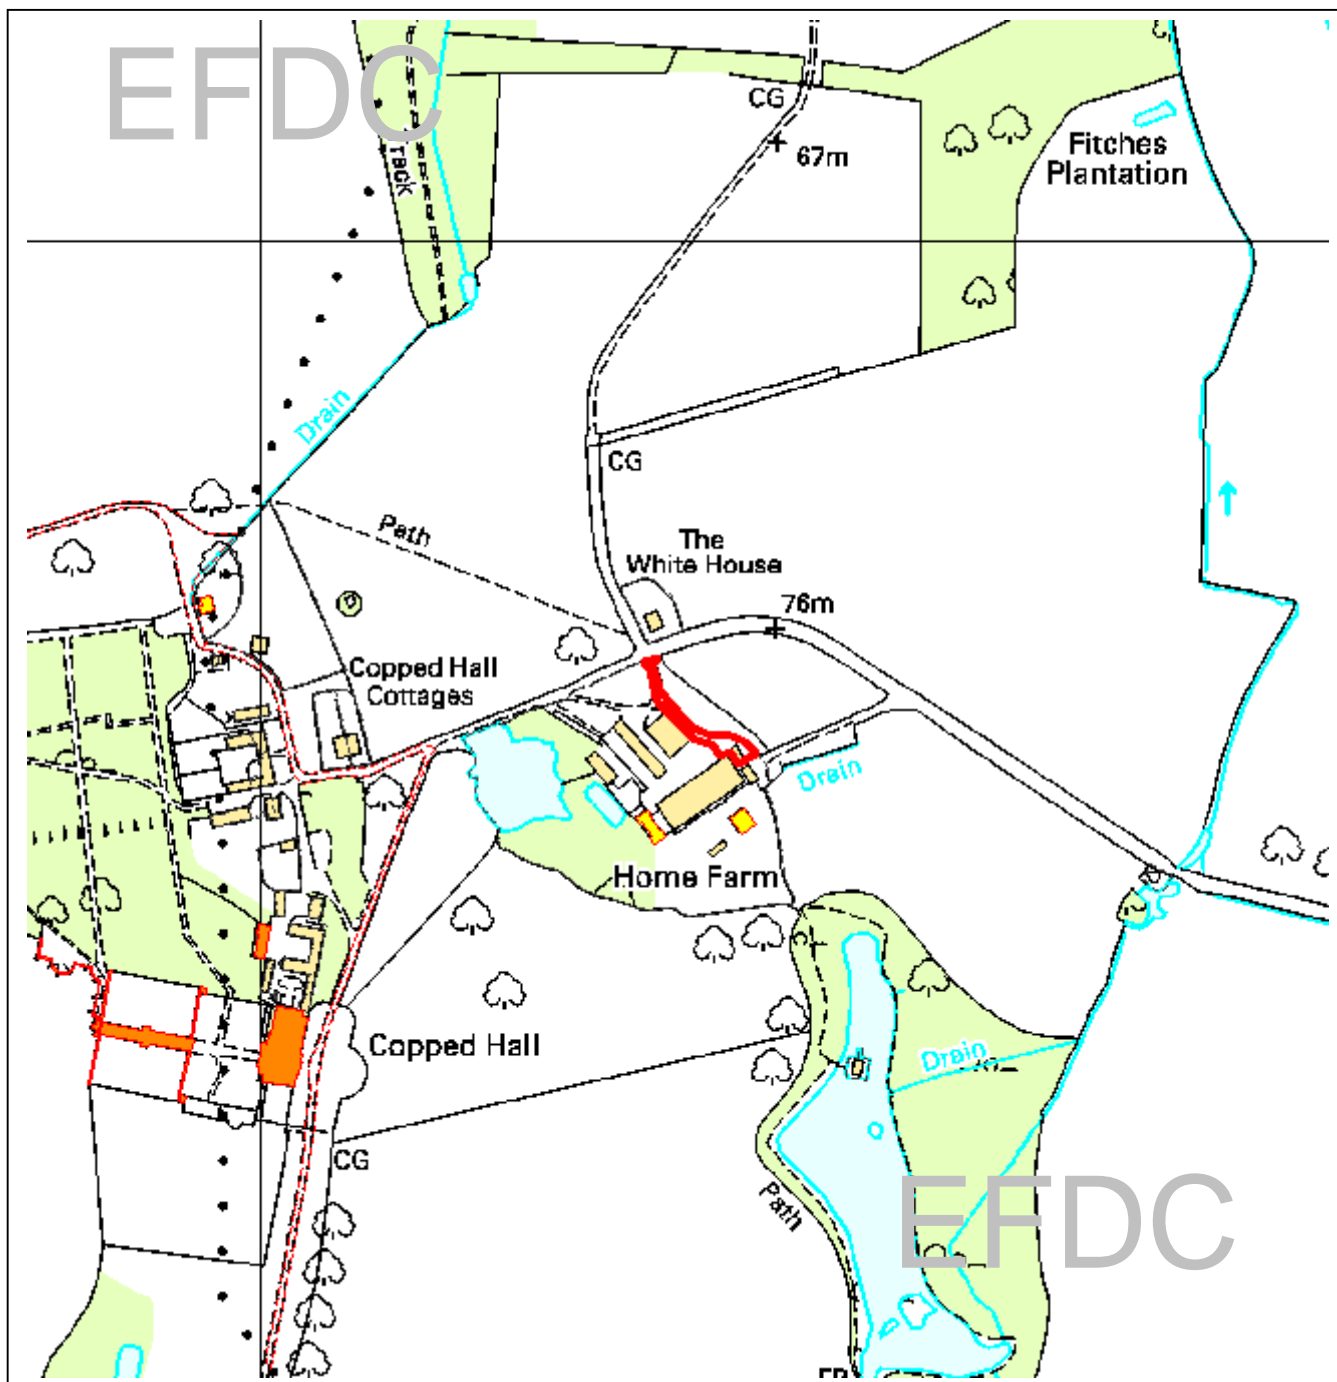 EFDC
CG
67m
Fitches
Plantation
Track
Drain
CG
Path
The
White House
76m
Copped Hall
Cottages
Drain
Home Farm
Copped Hall
Drain
CG
Path
EFDC